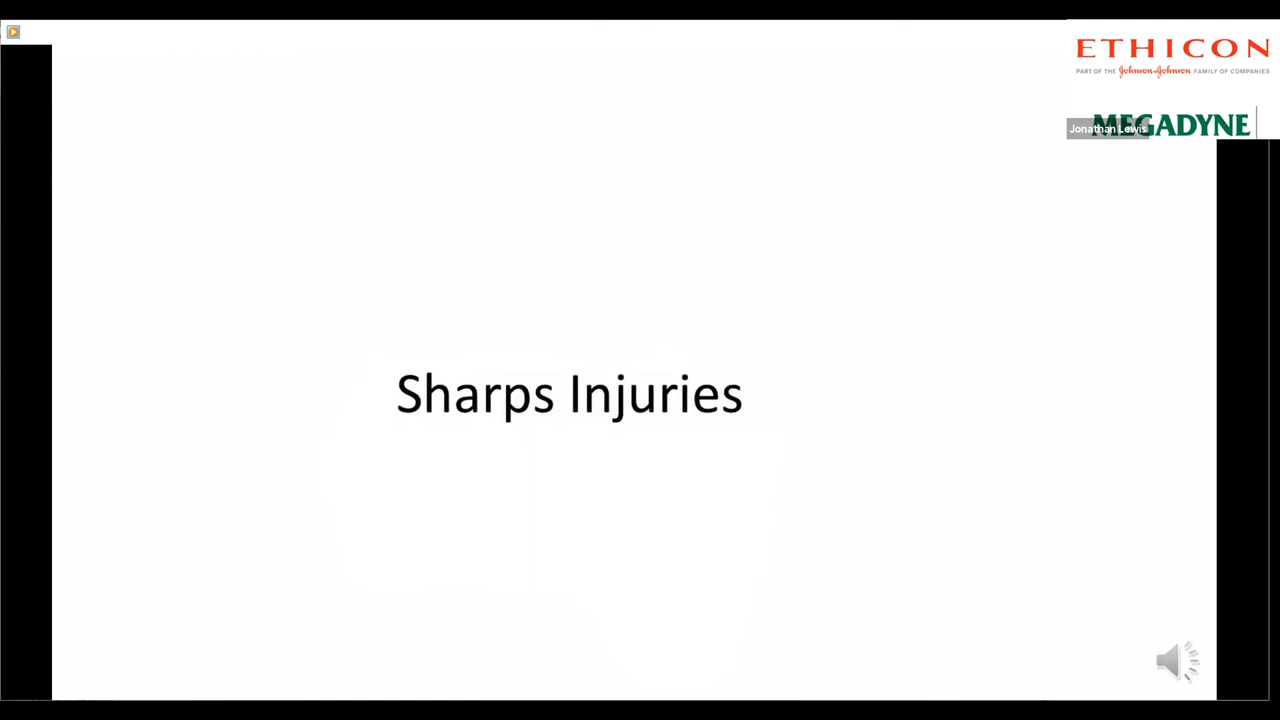 ETHICON
PART OF THE Johnson & Johnson FAMILY OF COMPANIES
MEGADYNE
Jonathan Lewis
Sharps Injuries